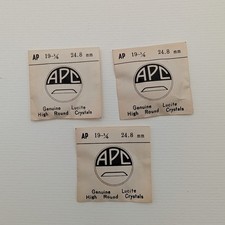 AP 19-¼ 24.8 mm
APC
Genuine Lucite
High Round Crystals
AP 19-¼ 24.8 mm
APC
Genuine Lucite
High Round Crystals
AP 19-¼ 24.8 mm
APC
Genuine Lucite
High Round Crystals